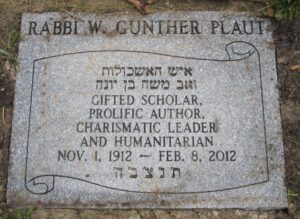 RABBI W. GUNTHER PLAUT
איש האשכולות
זאב משה בן יונה
GIFTED SCHOLAR,
PROLIFIC AUTHOR,
CHARISMATIC LEADER
AND HUMANITARIAN
NOV. 1, 1912 — FEB. 8, 2012
ת נ צ ב ה